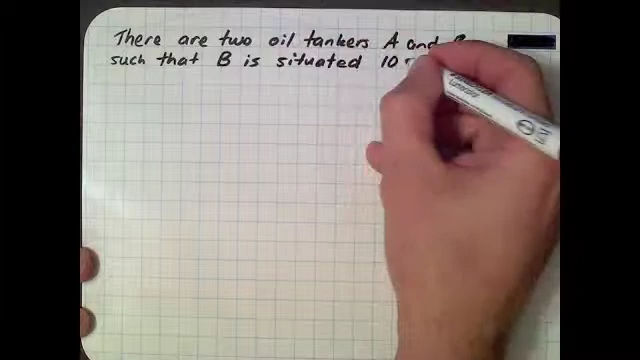 There are two oil tankers A and
such that B is situated 10